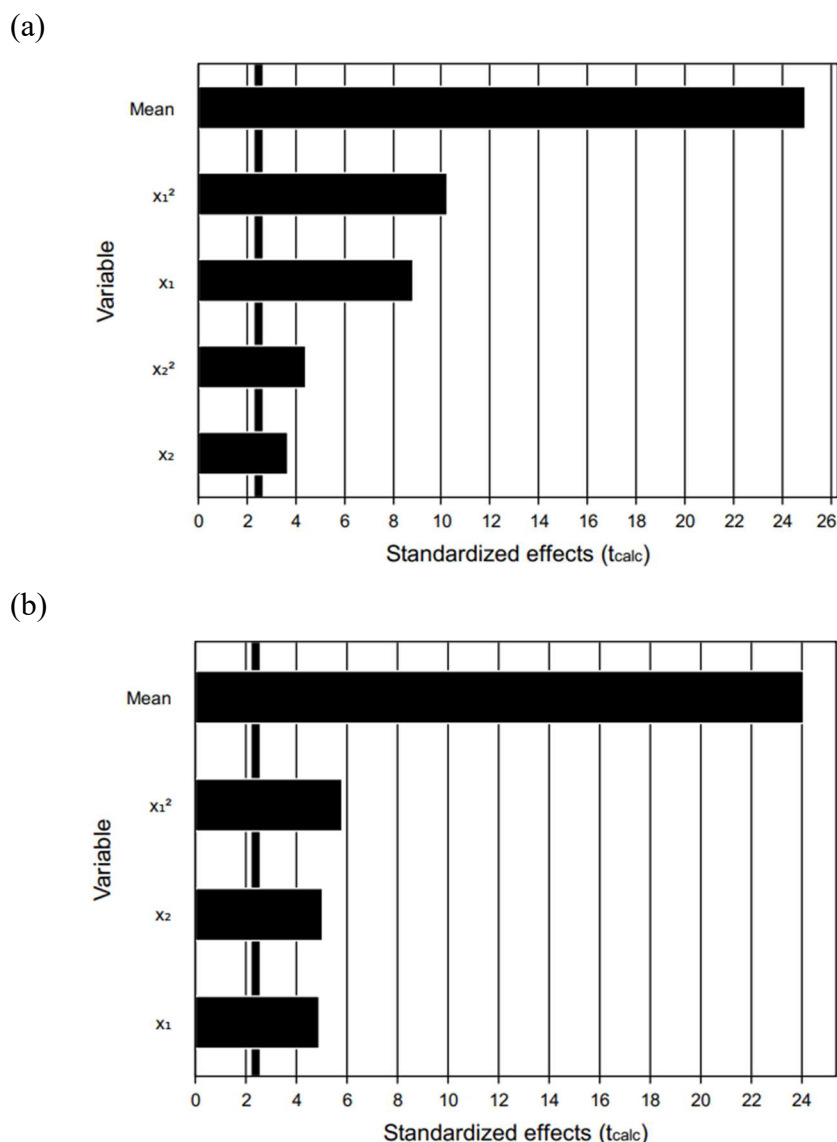 (a)
Mean
x₁²
x₁
x₂²
x₂
Variable
0 2 4 6 8 10 12 14 16 18 20 22 24 26
Standardized effects (tcalc)
(b)
Mean
x₁²
x₂
x₁
Variable
0 2 4 6 8 10 12 14 16 18 20 22 24
Standardized effects (tcalc)